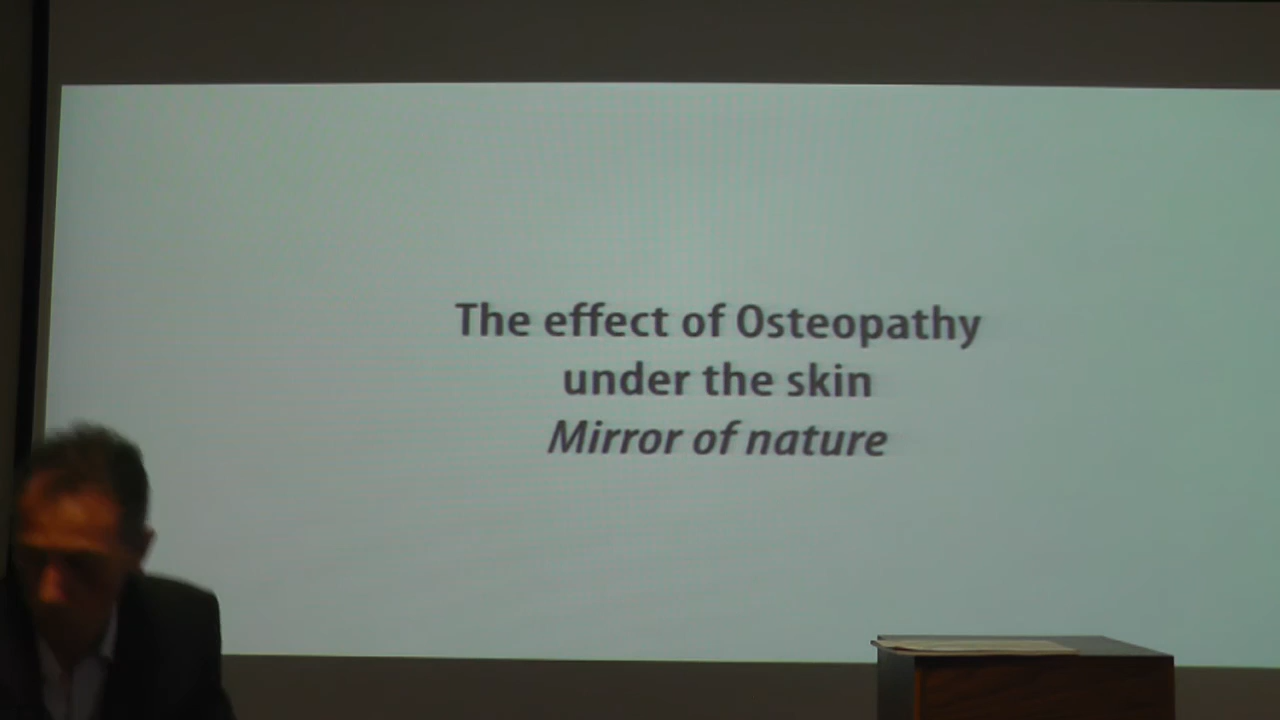 The effect of Osteopathy
under the skin
Mirror of nature